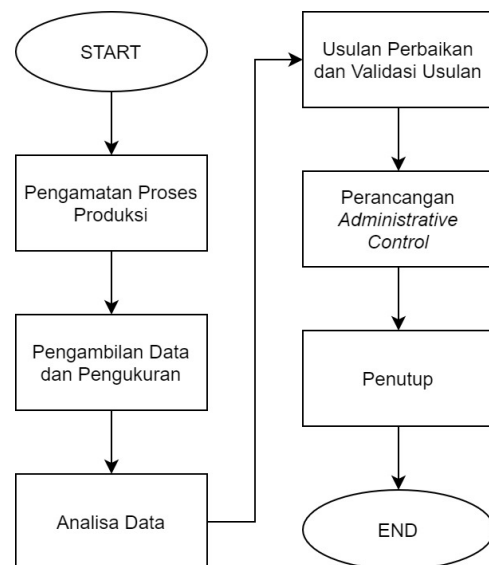 START
Pengamatan Proses
Produksi
Pengambilan Data
dan Pengukuran
Analisa Data
Usulan Perbaikan
dan Validasi Usulan
Perancangan
Administrative
Control
Penutup
END